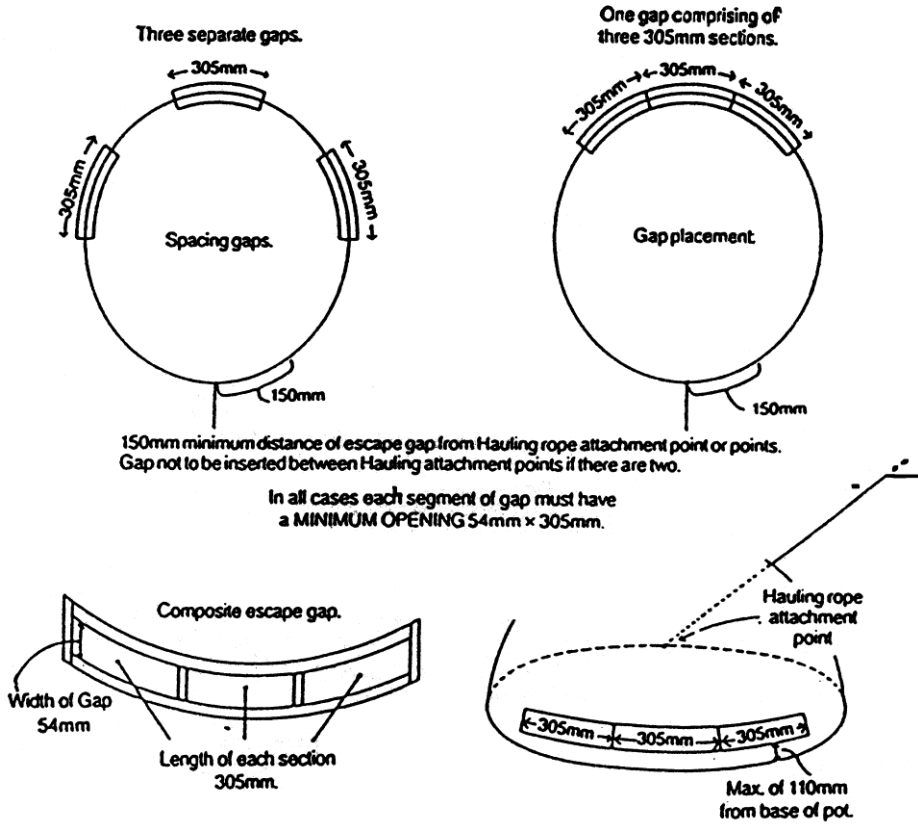 Three separate gaps.
305mm
305mm
305mm
Spacing gaps.
150mm
One gap comprising of
three 305mm sections.
305mm
305mm
305mm
Gap placement.
150mm
150mm minimum distance of escape gap from Hauling rope attachment point or points.
Gap not to be inserted between Hauling attachment points if there are two.
In all cases each segment of gap must have
a MINIMUM OPENING 54mm × 305mm.
Composite escape gap.
Width of Gap
54mm
Length of each section
305mm.
Hauling rope
attachment
point
305mm
305mm
305mm
Max. of 110mm
from base of pot.